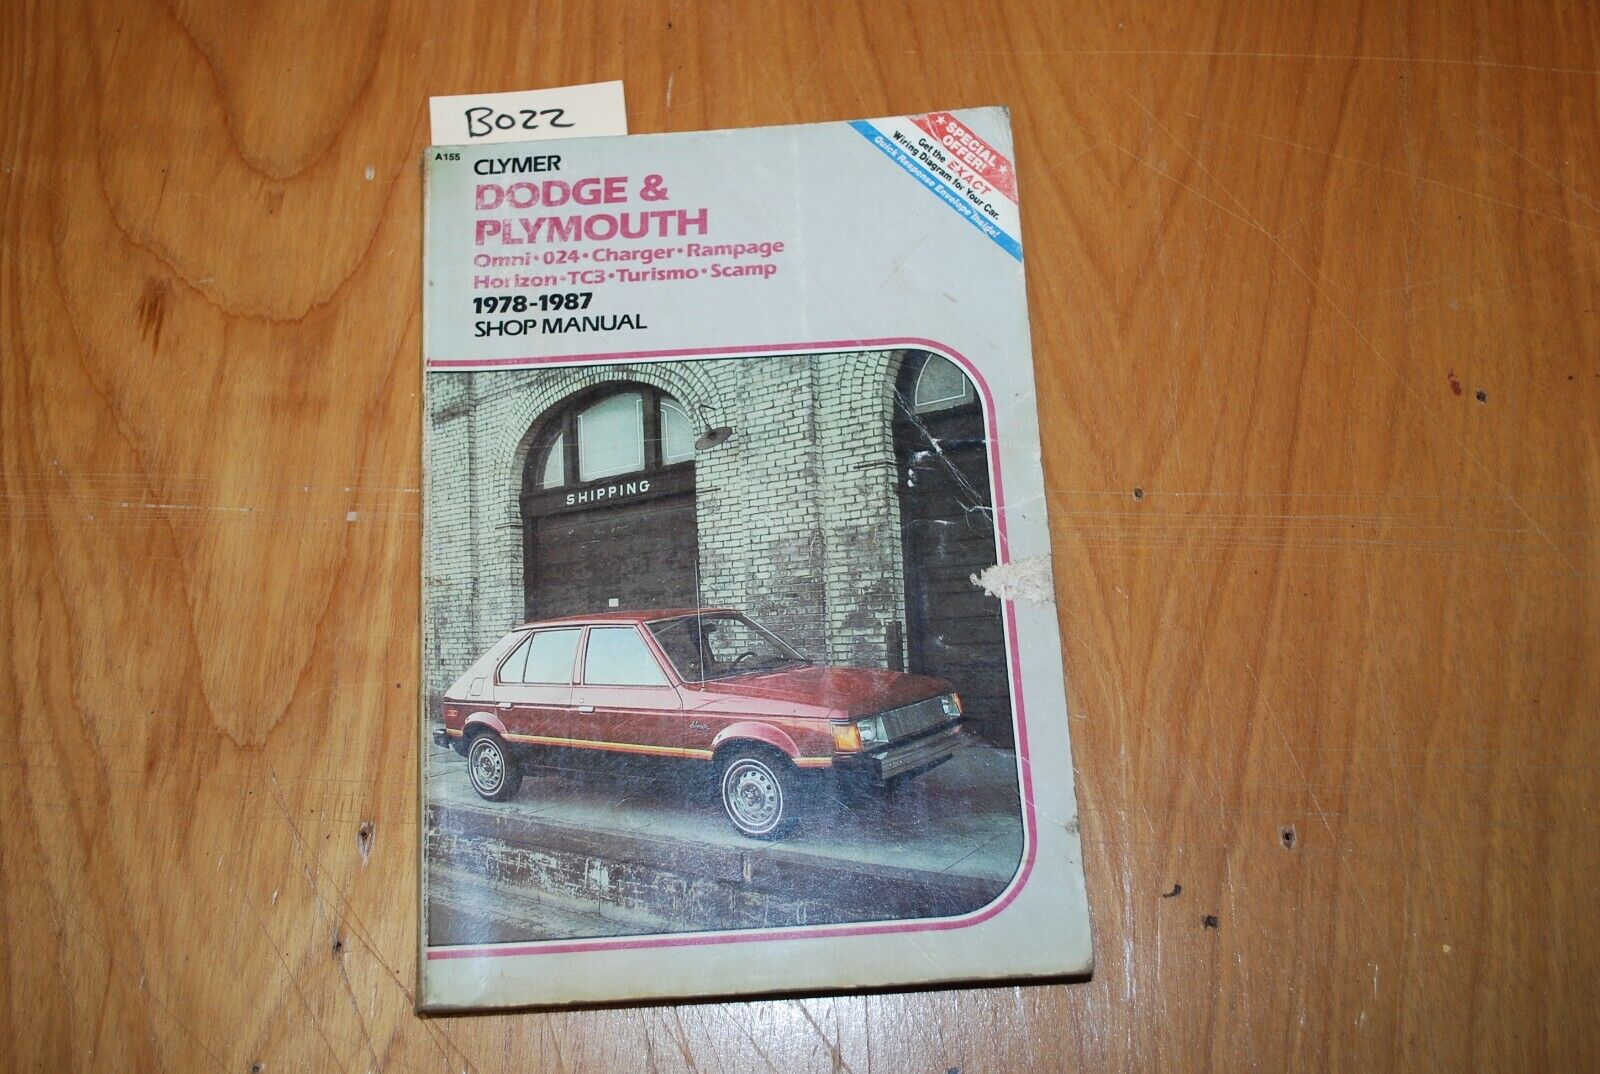 B022
A155
CLYMER
DODGE &
PLYMOUTH
Omni • 024 • Charger • Rampage
Horizon • TC3 • Turismo • Scamp
1978-1987
SHOP MANUAL
★ SPECIAL ★
OFFER!
Get the EXACT
Wiring Diagram for Your Car.
Quick Response Envelope Inside!
SHIPPING